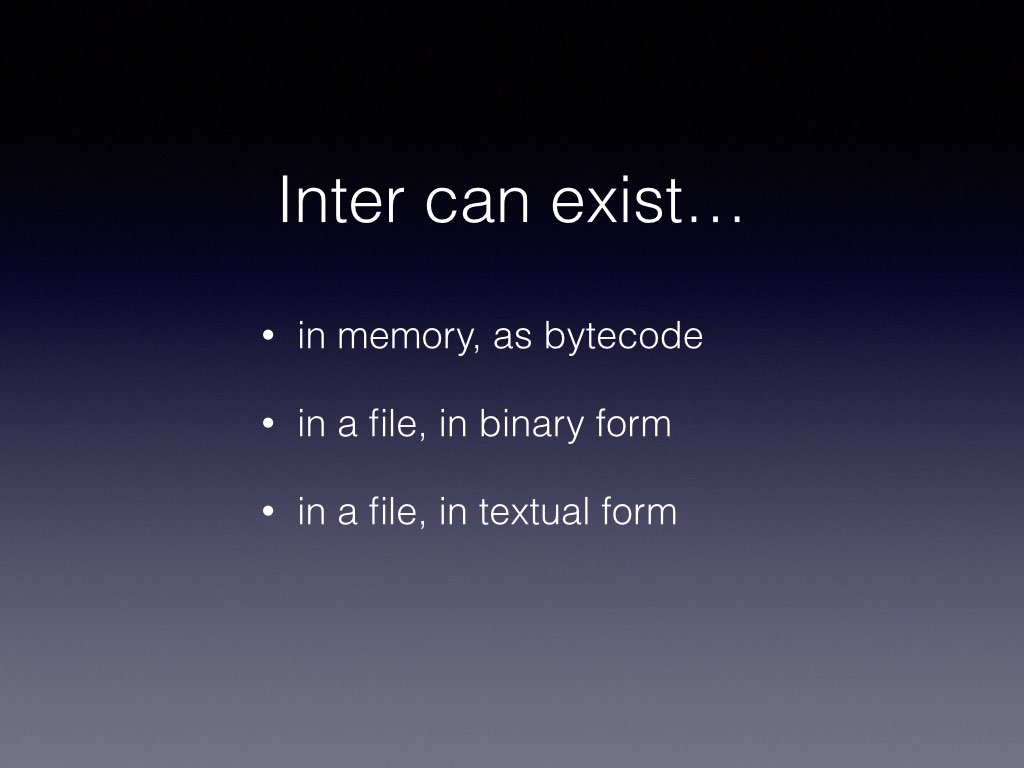 Inter can exist…
• in memory, as bytecode
• in a file, in binary form
• in a file, in textual form